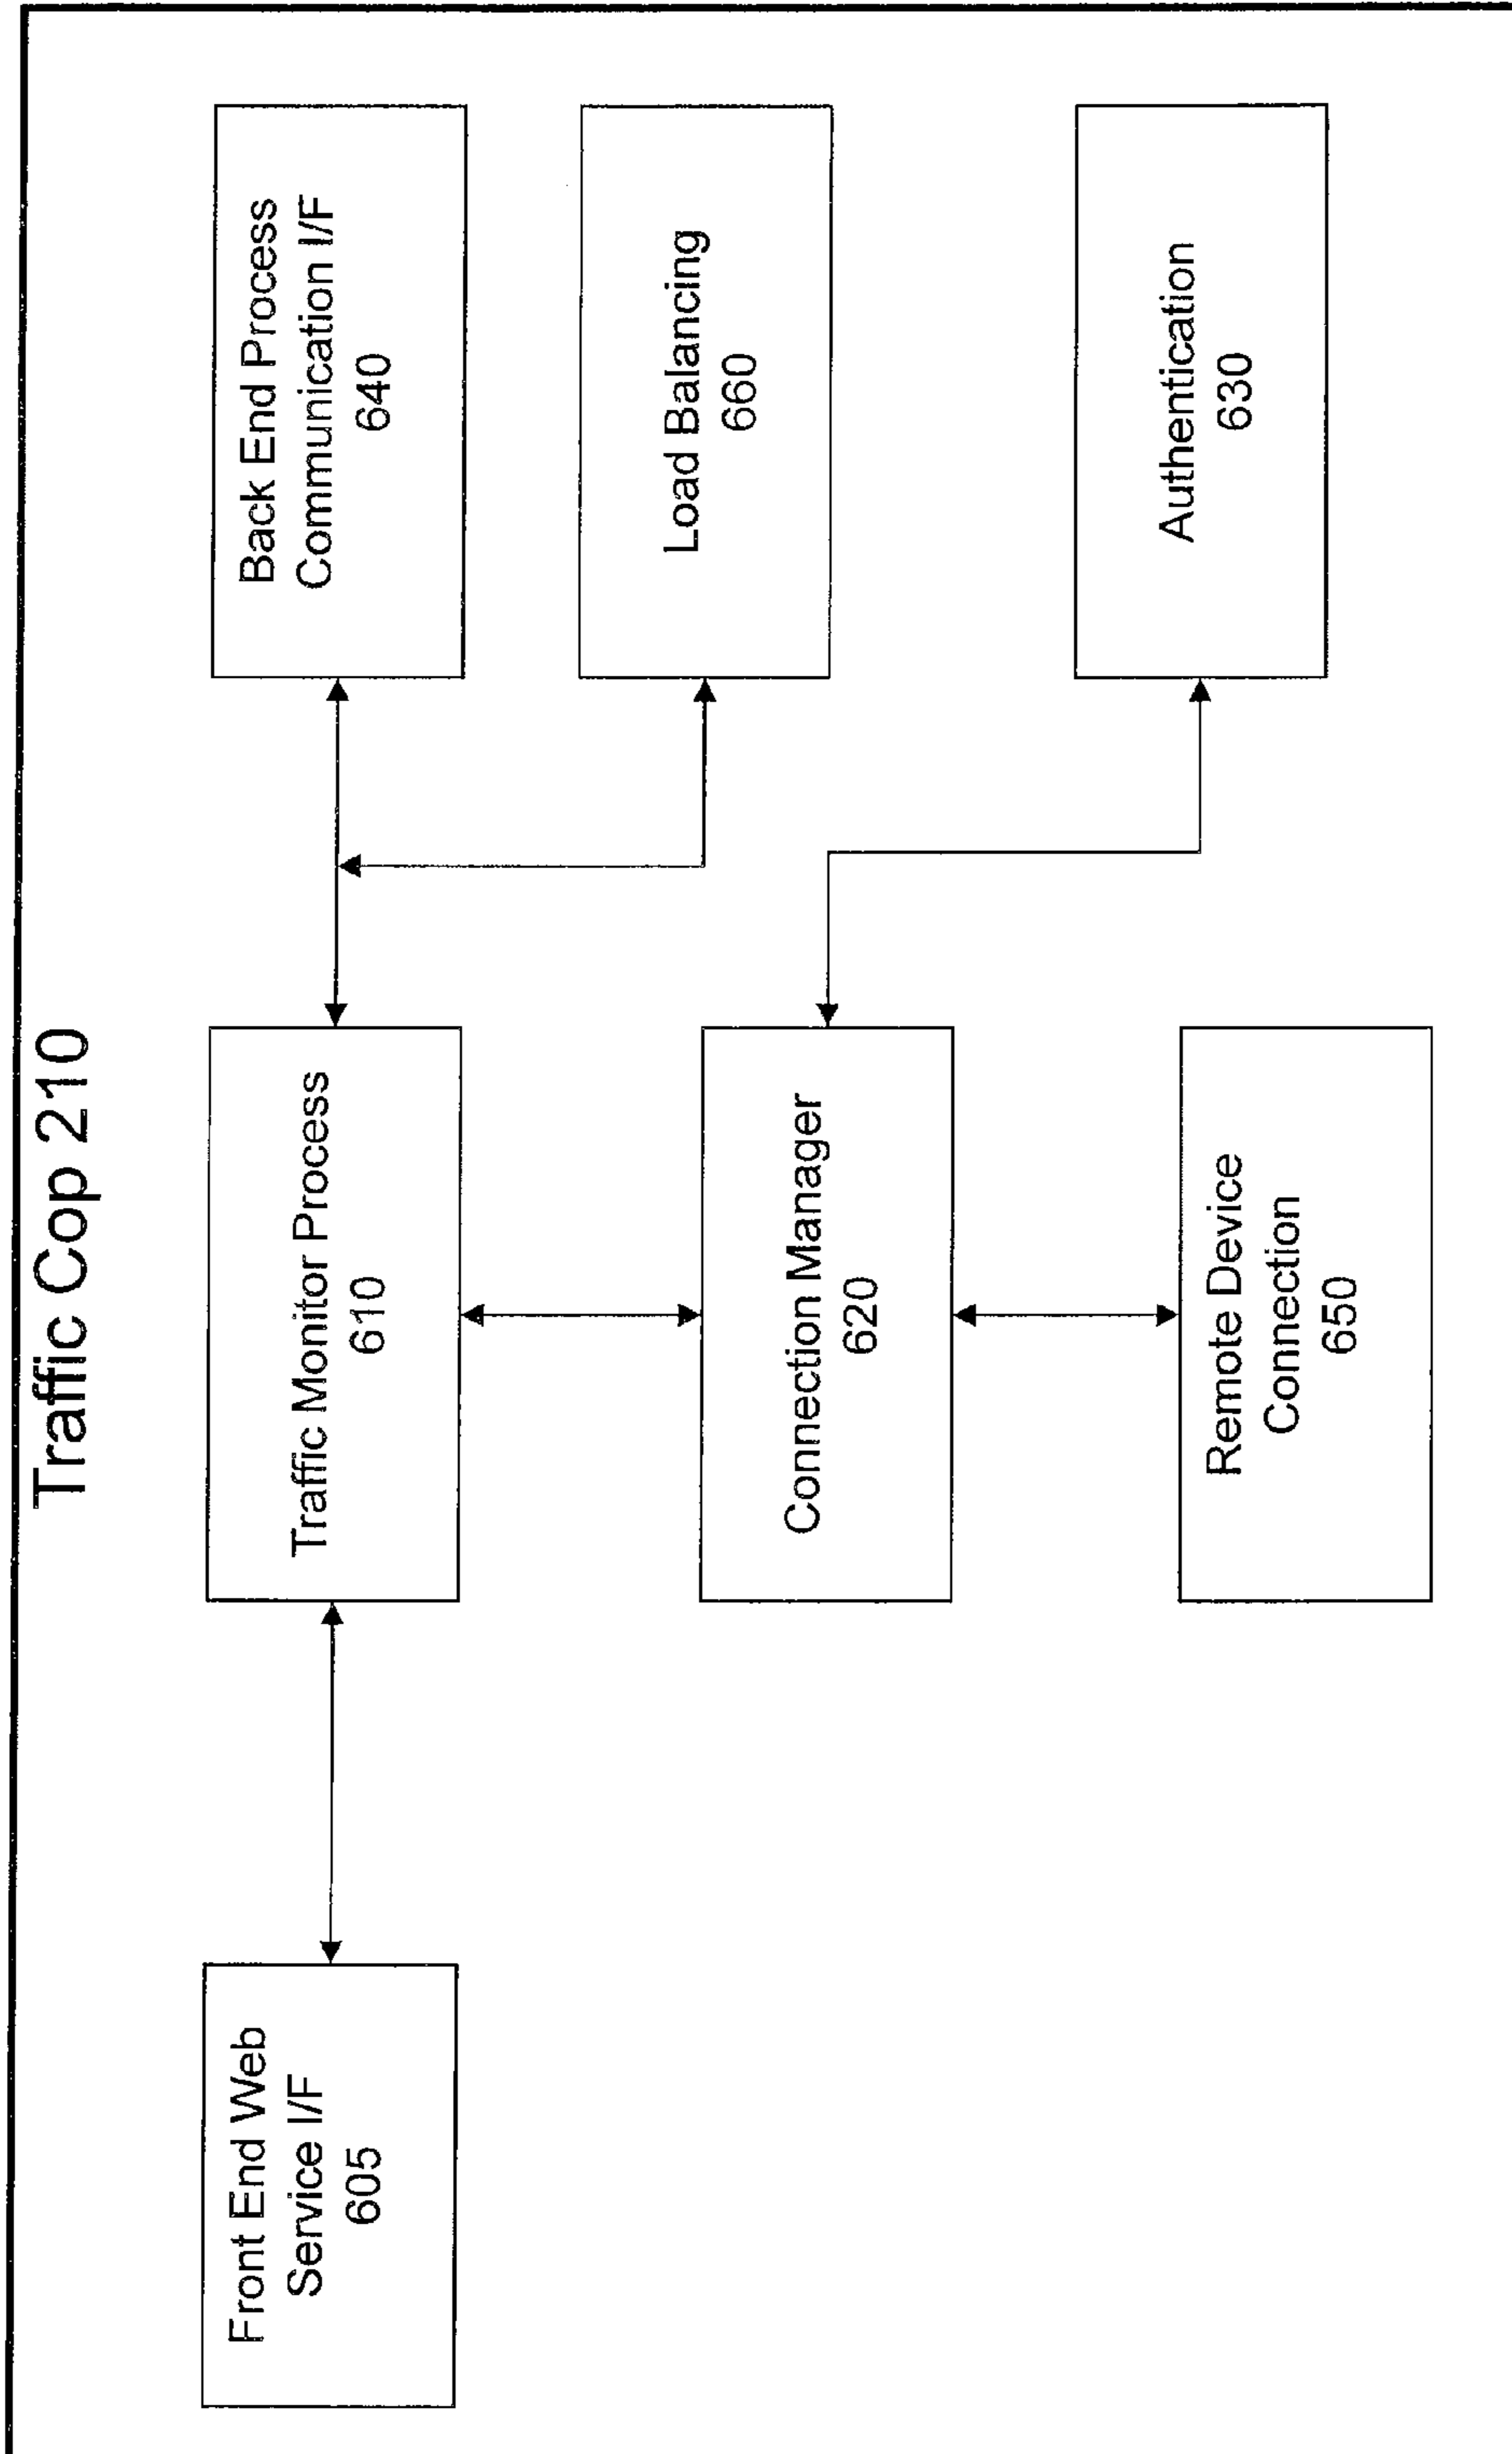 Traffic Cop 210
Front End Web
Service I/F
605
Traffic Monitor Process
610
Back End Process
Communication I/F
640
Load Balancing
660
Connection Manager
620
Authentication
630
Remote Device
Connection
650